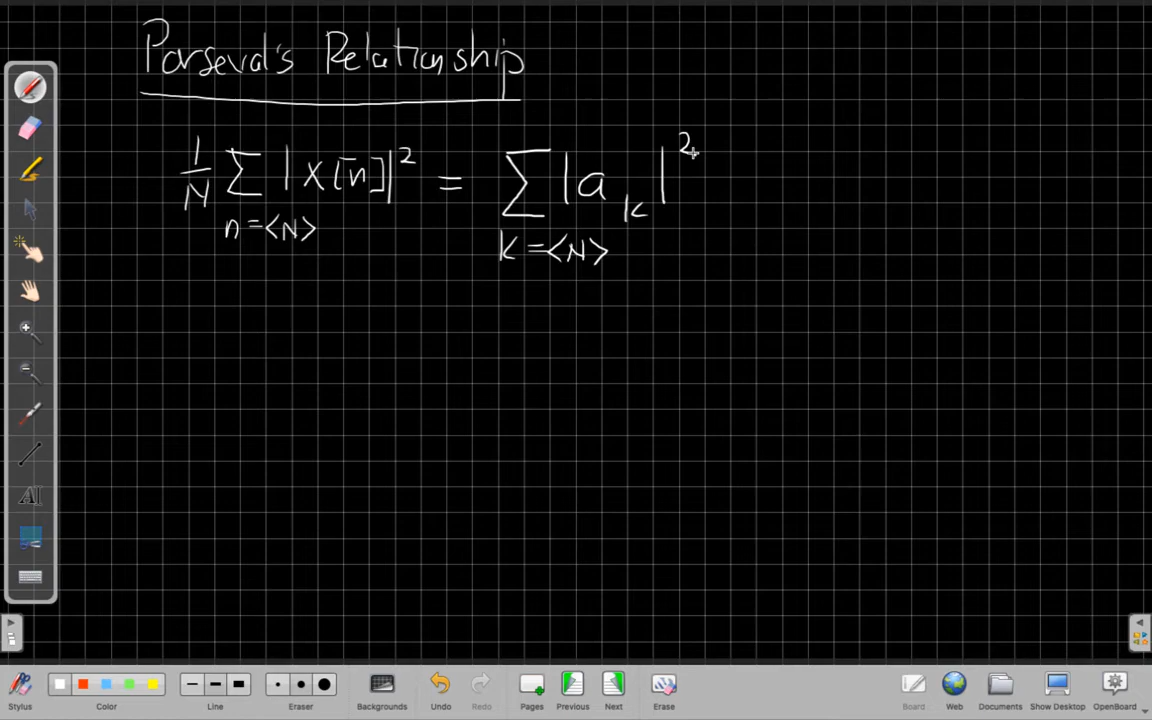 Parseval's Relationship
1/N ∑ |x[n]|² = ∑ |a_k|²
n=<N> k=<N>
AI
Stylus Color Line Eraser Backgrounds Undo Redo Pages Previous Next Erase Board Web Documents Show Desktop OpenBoard